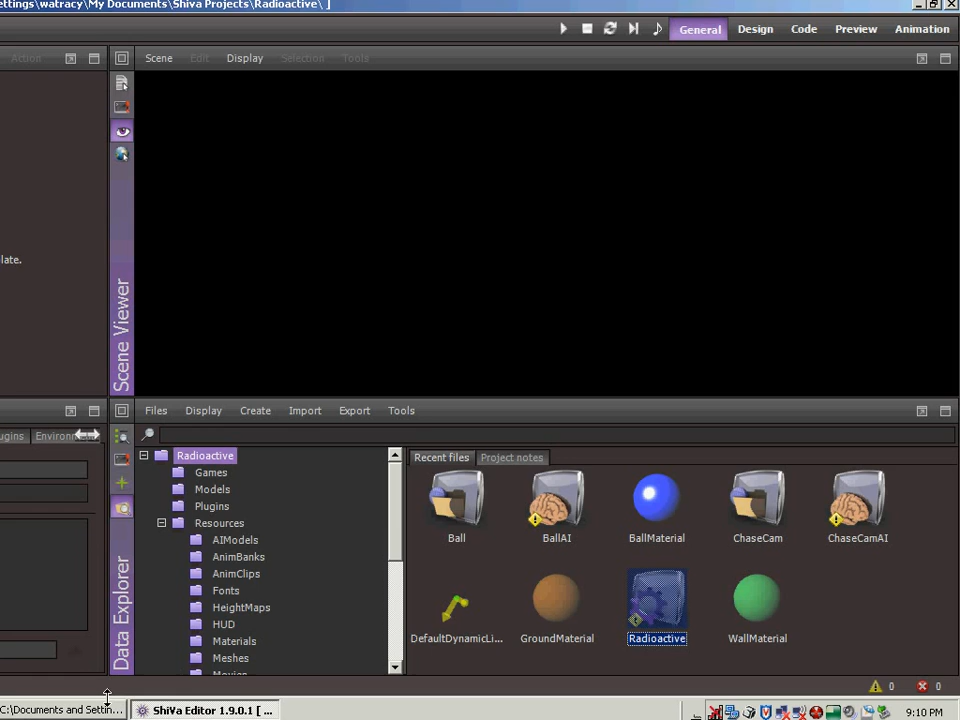 ettings\watracy\My Documents\Shiva Projects\Radioactive\ ]
General Design Code Preview Animation
Action Scene Edit Display Selection Tools
late.
Scene Viewer
Files Display Create Import Export Tools
ugins Environ
Radioactive
Recent files Project notes
Games
Models
Plugins
Resources
AIModels
AnimBanks
AnimClips
Fonts
HeightMaps
HUD
Materials
Meshes
Movies
Ball BallAI BallMaterial ChaseCam ChaseCamAI
DefaultDynamicLi... GroundMaterial Radioactive WallMaterial
Data Explorer
0 0
C:\Documents and Settin... ShiVa Editor 1.9.0.1 [ ... 9:10 PM